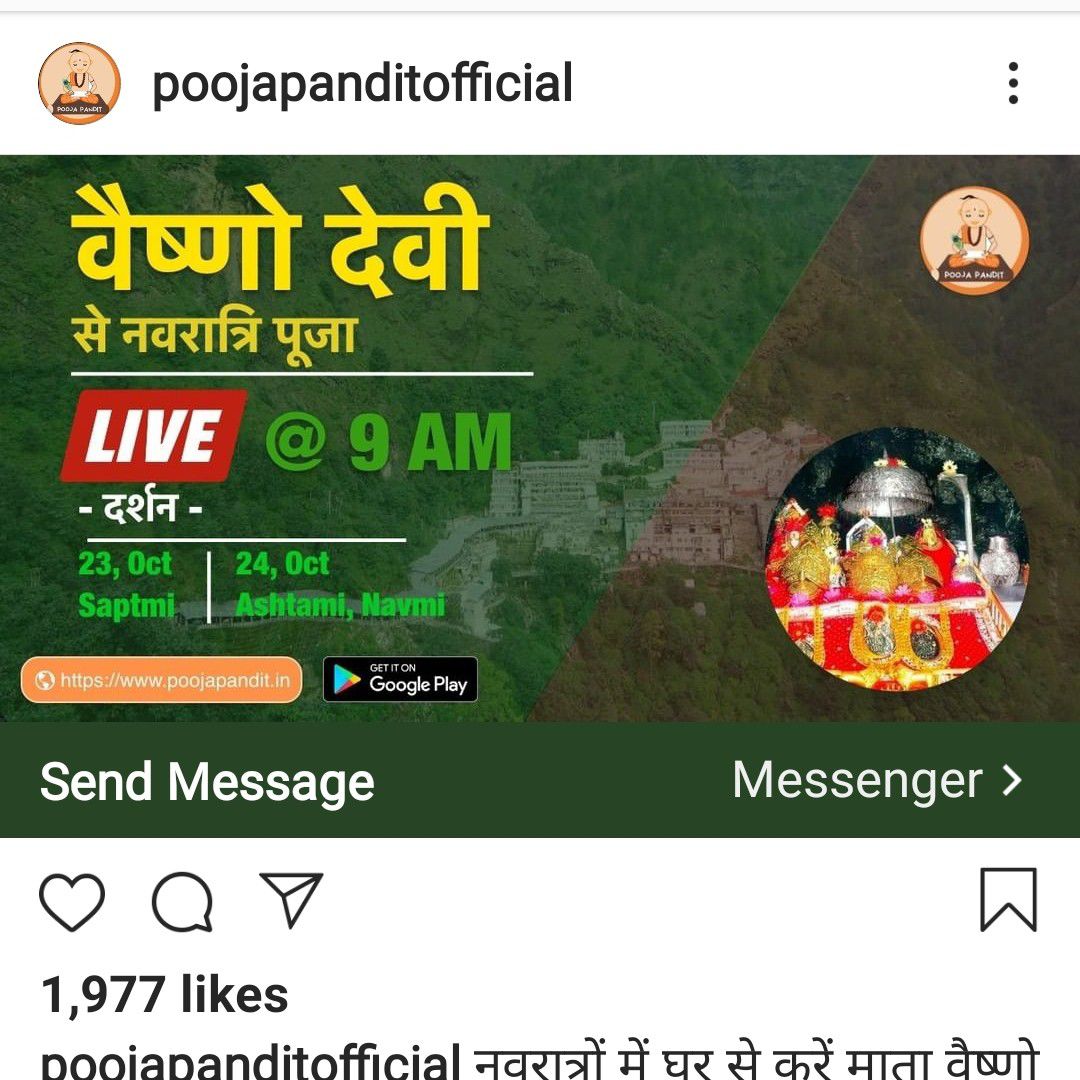 POOJA PANDIT
poojapanditofficial
वैष्णो देवी
से नवरात्रि पूजा
POOJA PANDIT
LIVE @ 9 AM
- दर्शन -
23, Oct
Saptmi
24, Oct
Ashtami, Navmi
https://www.poojapandit.in
GET IT ON
Google Play
Send Message
Messenger
1,977 likes
poojapanditofficial नवरात्रों में घर से करें माता वैष्णो